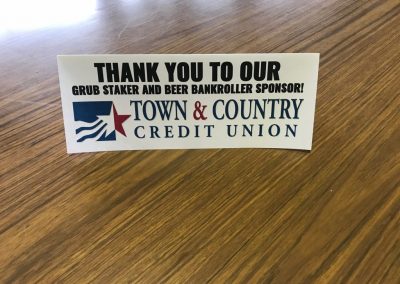 THANK YOU TO OUR
GRUB STAKER AND BEER BANKROLLER SPONSOR!
TOWN & COUNTRY
CREDIT UNION